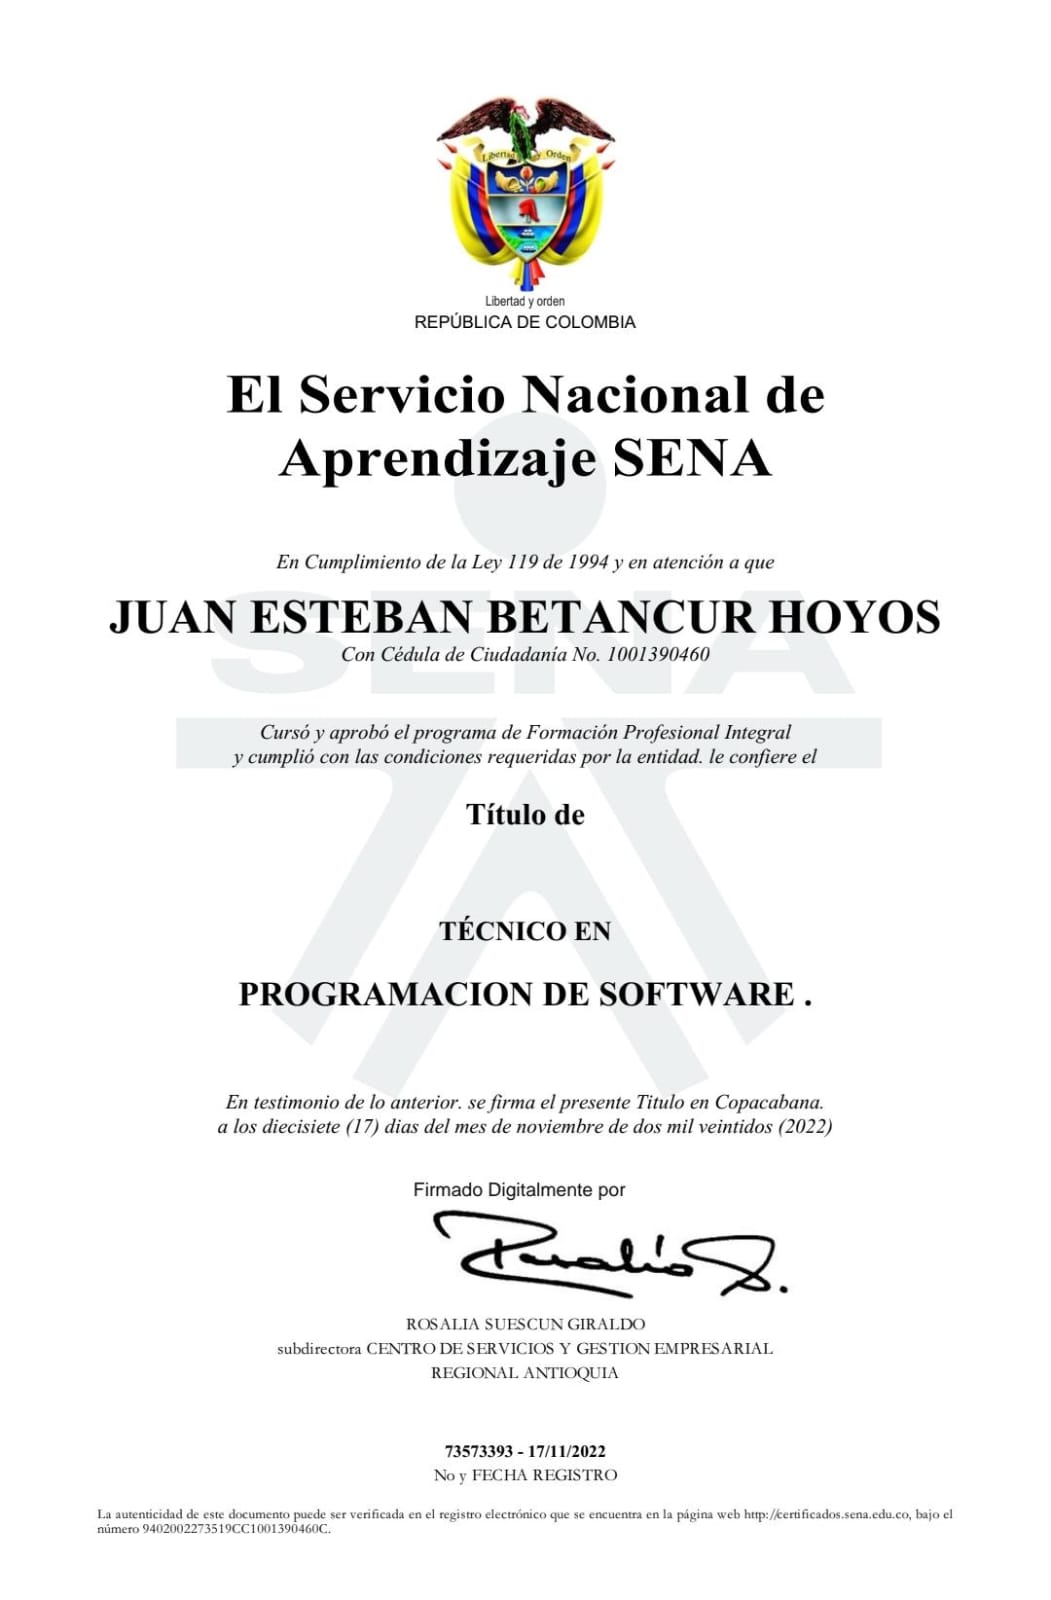 Libertad y Orden
Libertad y orden
REPÚBLICA DE COLOMBIA
El Servicio Nacional de
Aprendizaje SENA
En Cumplimiento de la Ley 119 de 1994 y en atención a que
JUAN ESTEBAN BETANCUR HOYOS
SENA
Con Cédula de Ciudadanía No. 1001390460
Cursó y aprobó el programa de Formación Profesional Integral
y cumplió con las condiciones requeridas por la entidad. le confiere el
Título de
TÉCNICO EN
PROGRAMACION DE SOFTWARE .
En testimonio de lo anterior. se firma el presente Titulo en Copacabana.
a los diecisiete (17) dias del mes de noviembre de dos mil veintidos (2022)
Firmado Digitalmente por
Rosalía S.
ROSALIA SUESCUN GIRALDO
subdirectora CENTRO DE SERVICIOS Y GESTION EMPRESARIAL
REGIONAL ANTIOQUIA
73573393 - 17/11/2022
No y FECHA REGISTRO
La autenticidad de este documento puede ser verificada en el registro electrónico que se encuentra en la página web http://certificados.sena.edu.co, bajo el
número 9402002273519CC1001390460C.